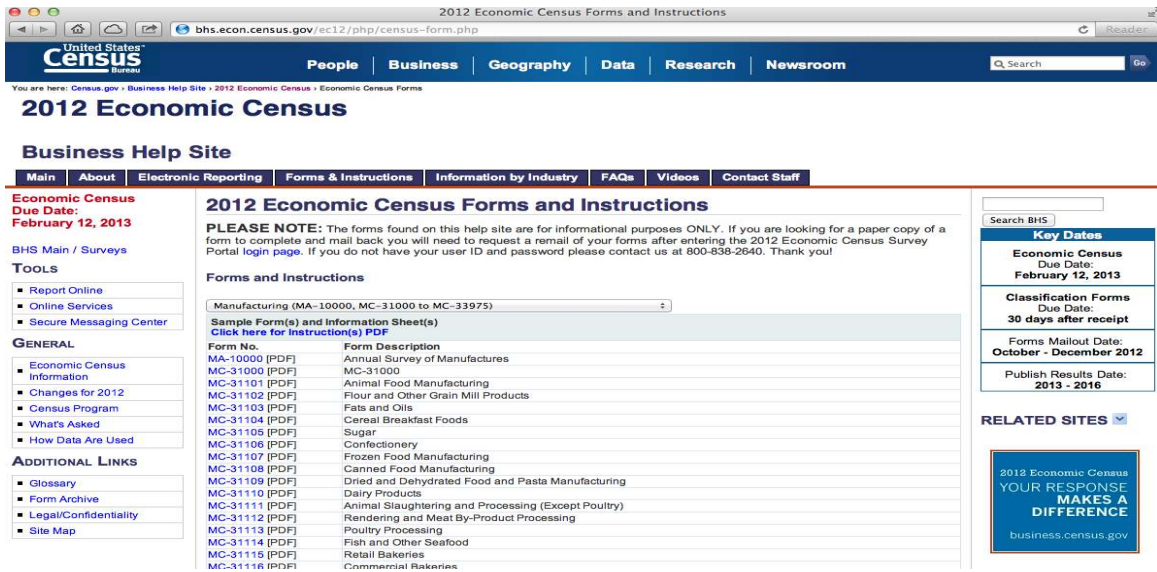 2012 Economic Census Forms and Instructions
bhs.econ.census.gov/ec12/php/census-form.php
Reader
United States™
Census
Bureau
People
Business
Geography
Data
Research
Newsroom
Search
Go
You are here: Census.gov › Business Help Site › 2012 Economic Census › Economic Census Forms
2012 Economic Census
Business Help Site
Main
About
Electronic Reporting
Forms & Instructions
Information by Industry
FAQs
Videos
Contact Staff
Economic Census
Due Date:
February 12, 2013
BHS Main / Surveys
TOOLS
Report Online
Online Services
Secure Messaging Center
GENERAL
Economic Census
Information
Changes for 2012
Census Program
What's Asked
How Data Are Used
ADDITIONAL LINKS
Glossary
Form Archive
Legal/Confidentiality
Site Map
2012 Economic Census Forms and Instructions
PLEASE NOTE: The forms found on this help site are for informational purposes ONLY. If you are looking for a paper copy of a
form to complete and mail back you will need to request a remail of your forms after entering the 2012 Economic Census Survey
Portal login page. If you do not have your user ID and password please contact us at 800-838-2640. Thank you!
Forms and Instructions
Manufacturing (MA-10000, MC-31000 to MC-33975)
Sample Form(s) and Information Sheet(s)
Click here for Instruction(s) PDF
Form No. Form Description
MA-10000 [PDF] Annual Survey of Manufactures
MC-31000 [PDF] MC-31000
MC-31101 [PDF] Animal Food Manufacturing
MC-31102 [PDF] Flour and Other Grain Mill Products
MC-31103 [PDF] Fats and Oils
MC-31104 [PDF] Cereal Breakfast Foods
MC-31105 [PDF] Sugar
MC-31106 [PDF] Confectionery
MC-31107 [PDF] Frozen Food Manufacturing
MC-31108 [PDF] Canned Food Manufacturing
MC-31109 [PDF] Dried and Dehydrated Food and Pasta Manufacturing
MC-31110 [PDF] Dairy Products
MC-31111 [PDF] Animal Slaughtering and Processing (Except Poultry)
MC-31112 [PDF] Rendering and Meat By-Product Processing
MC-31113 [PDF] Poultry Processing
MC-31114 [PDF] Fish and Other Seafood
MC-31115 [PDF] Retail Bakeries
MC-31116 [PDF] Commercial Bakeries
Search BHS
Key Dates
Economic Census
Due Date:
February 12, 2013
Classification Forms
Due Date:
30 days after receipt
Forms Mailout Date:
October - December 2012
Publish Results Date:
2013 - 2016
RELATED SITES
2012 Economic Census
YOUR RESPONSE
MAKES A
DIFFERENCE
business.census.gov